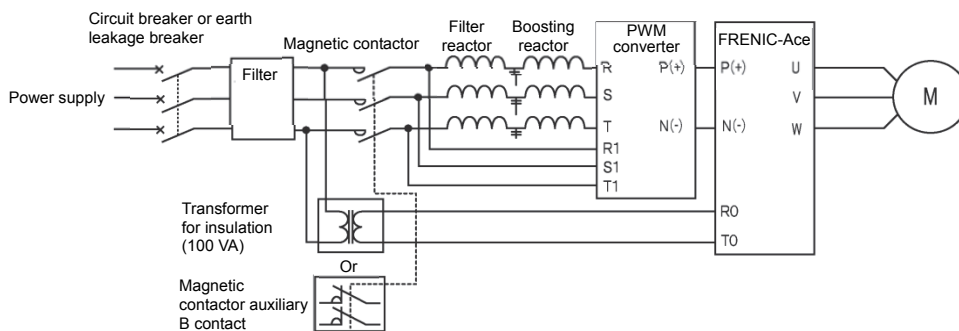 Circuit breaker or earth
leakage breaker
Magnetic contactor
Filter
reactor
Boosting
reactor
PWM
converter
FRENIC-Ace
Filter
Power supply
R
P(+)
P(+)
U
S
V
T
N(-)
N(-)
W
M
R1
S1
T1
Transformer
for insulation
(100 VA)
R0
T0
Or
Magnetic
contactor auxiliary
B contact